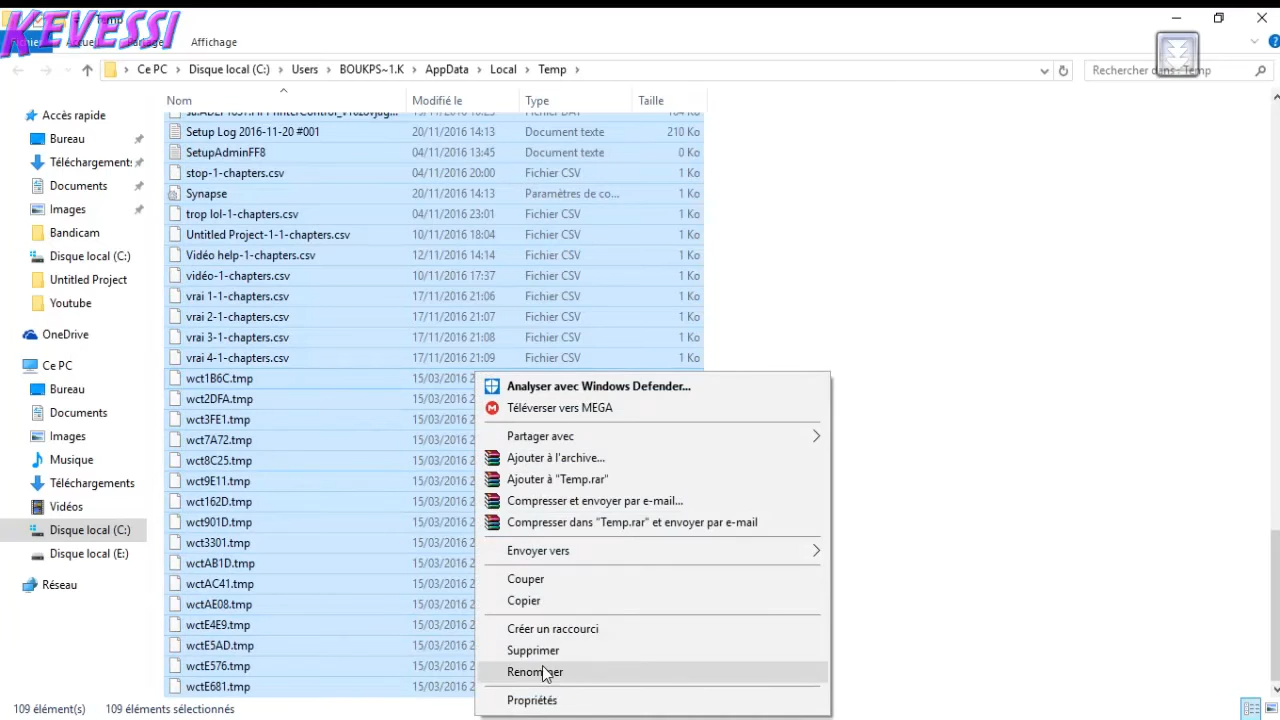 KEVESSI
Temp
Fichier Accueil Partage Affichage
Ce PC > Disque local (C:) > Users > BOUKPS~1.K > AppData > Local > Temp >
Rechercher dans : Temp
Nom Modifié le Type Taille
Accès rapide
Bureau
Téléchargements
Documents
Images
Bandicam
Disque local (C:)
Untitled Project
Youtube
OneDrive
Ce PC
Bureau
Documents
Images
Musique
Téléchargements
Vidéos
Disque local (C:)
Disque local (E:)
Réseau
Setup Log 2016-11-20 #001 20/11/2016 14:13 Document texte 210 Ko
SetupAdminFF8 04/11/2016 13:45 Document texte 0 Ko
stop-1-chapters.csv 04/11/2016 20:00 Fichier CSV 1 Ko
Synapse 20/11/2016 14:13 Paramètres de co... 1 Ko
trop lol-1-chapters.csv 04/11/2016 23:01 Fichier CSV 1 Ko
Untitled Project-1-1-chapters.csv 10/11/2016 18:04 Fichier CSV 1 Ko
Vidéo help-1-chapters.csv 12/11/2016 14:14 Fichier CSV 1 Ko
vidéo-1-chapters.csv 10/11/2016 17:37 Fichier CSV 1 Ko
vrai 1-1-chapters.csv 17/11/2016 21:06 Fichier CSV 1 Ko
vrai 2-1-chapters.csv 17/11/2016 21:07 Fichier CSV 1 Ko
vrai 3-1-chapters.csv 17/11/2016 21:08 Fichier CSV 1 Ko
vrai 4-1-chapters.csv 17/11/2016 21:09 Fichier CSV 1 Ko
wct1B6C.tmp 15/03/2016 2
wct2DFA.tmp 15/03/2016 2
wct3FE1.tmp 15/03/2016 2
wct7A72.tmp 15/03/2016 2
wct8C25.tmp 15/03/2016 2
wct9E11.tmp 15/03/2016 2
wct162D.tmp 15/03/2016 2
wct901D.tmp 15/03/2016 2
wct3301.tmp 15/03/2016 2
wctAB1D.tmp 15/03/2016 2
wctAC41.tmp 15/03/2016 2
wctAE08.tmp 15/03/2016 2
wctE4E9.tmp 15/03/2016 2
wctE5AD.tmp 15/03/2016 2
wctE576.tmp 15/03/2016 2
wctE681.tmp 15/03/2016 2
Analyser avec Windows Defender...
Téléverser vers MEGA
Partager avec
Ajouter à l'archive...
Ajouter à "Temp.rar"
Compresser et envoyer par e-mail...
Compresser dans "Temp.rar" et envoyer par e-mail
Envoyer vers
Couper
Copier
Créer un raccourci
Supprimer
Renommer
Propriétés
109 élément(s) 109 éléments sélectionnés